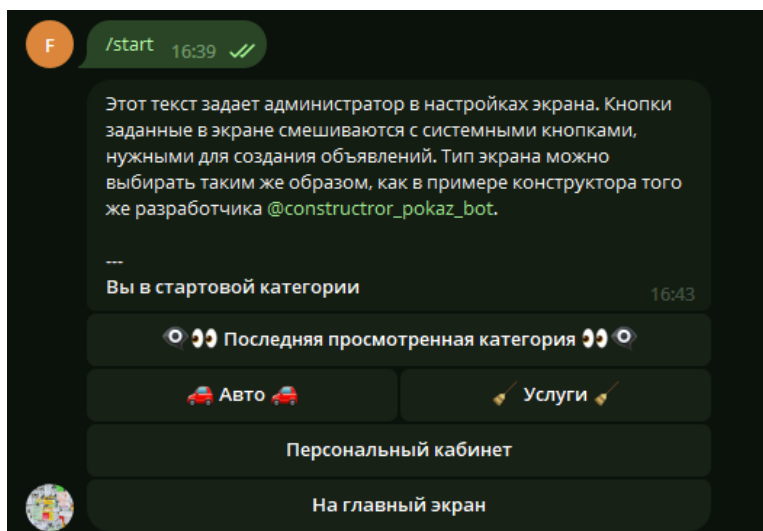 F
/start 16:39
Этот текст задает администратор в настройках экрана. Кнопки
заданные в экране смешиваются с системными кнопками,
нужными для создания объявлений. Тип экрана можно
выбирать таким же образом, как в примере конструктора того
же разработчика @constructror_pokaz_bot.
---
Вы в стартовой категории
16:43
👁👀 Последняя просмотренная категория 👀👁
🚗 Авто 🚗
🧹 Услуги 🧹
Персональный кабинет
На главный экран